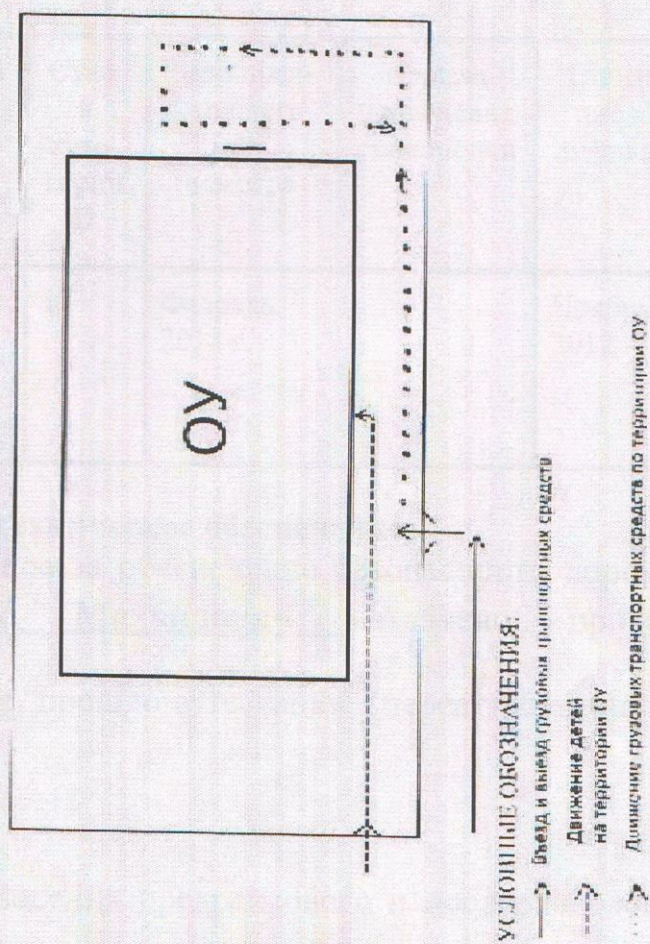 ОУ
УСЛОВНЫЕ ОБОЗНАЧЕНИЯ
Въезд и выезд грузовых транспортных средств
Движение детей
на территории ОУ
Движение грузовых транспортных средств по территории ОУ